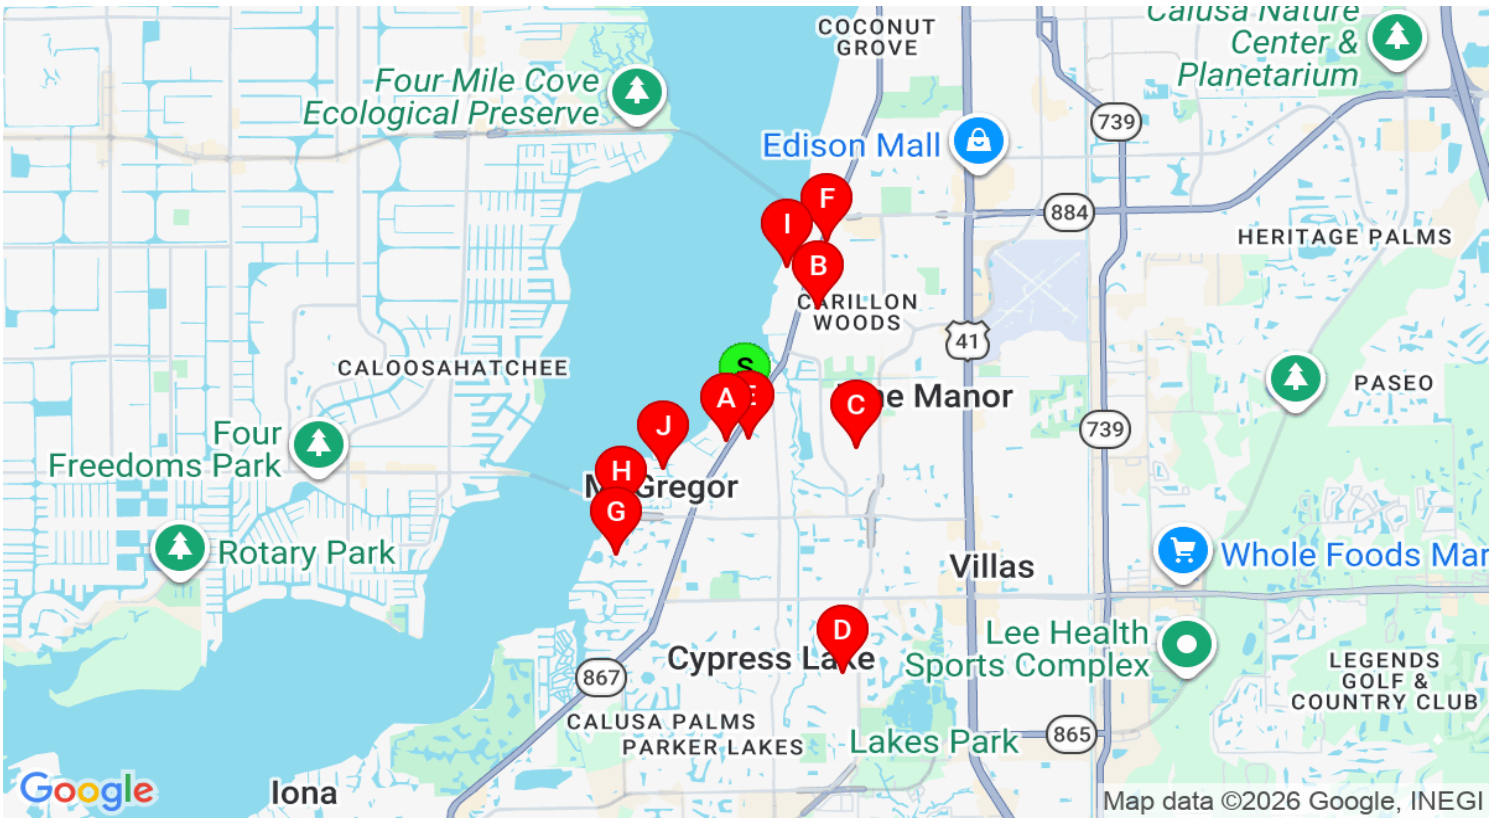 COCONUT
GROVE
Calusa Nature
Center &
Planetarium
Four Mile Cove
Ecological Preserve
739
Edison Mall
F
I
884
HERITAGE PALMS
B
CARILLON
WOODS
41
CALOOSAHATCHEE
S
PASEO
A
E
C
Manor
J
739
Four
Freedoms Park
H
McGregor
G
Rotary Park
Villas
Whole Foods Mar
D
Cypress Lake
Lee Health
Sports Complex
867
LEGENDS
GOLF &
COUNTRY CLUB
CALUSA PALMS
PARKER LAKES
Lakes Park
865
Google
Iona
Map data ©2026 Google, INEGI